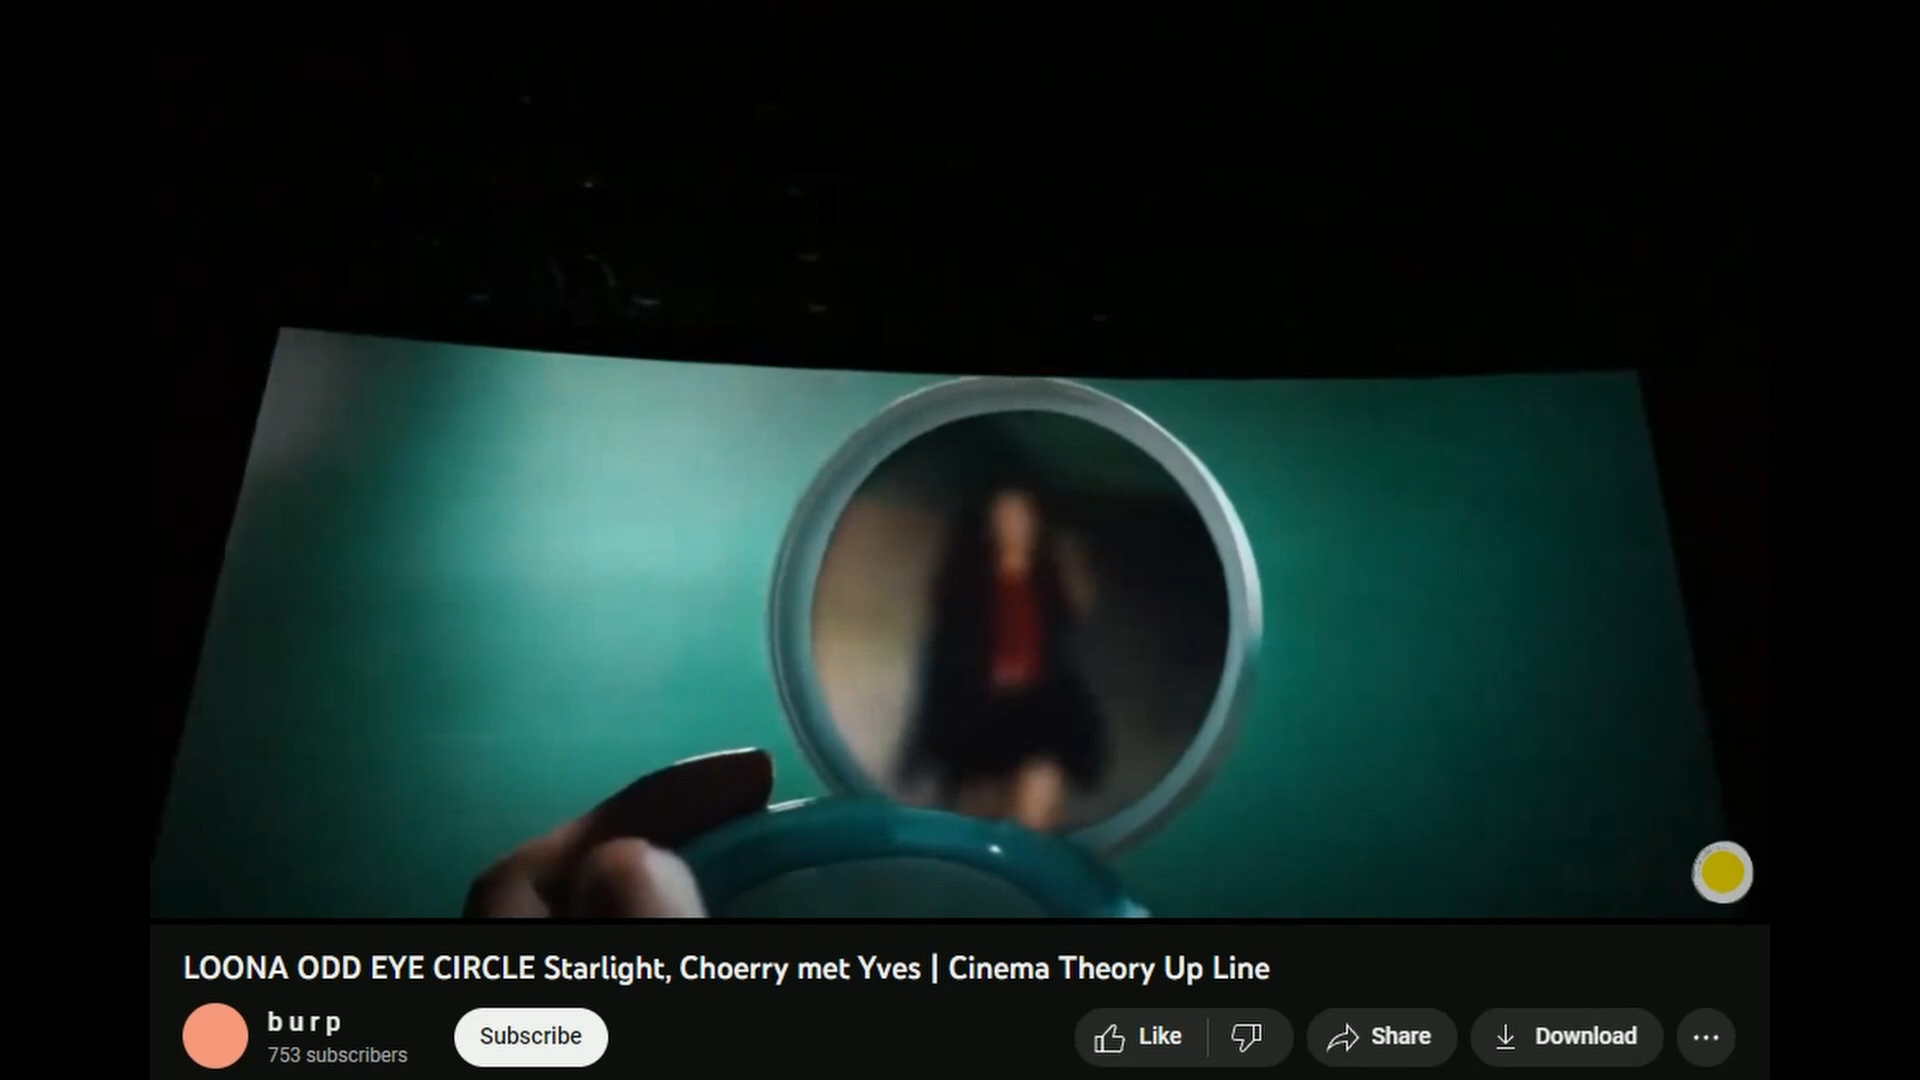 LOONA ODD EYE CIRCLE Starlight, Choerry met Yves | Cinema Theory Up Line
burp
753 subscribers
Subscribe
Like
Share
Download